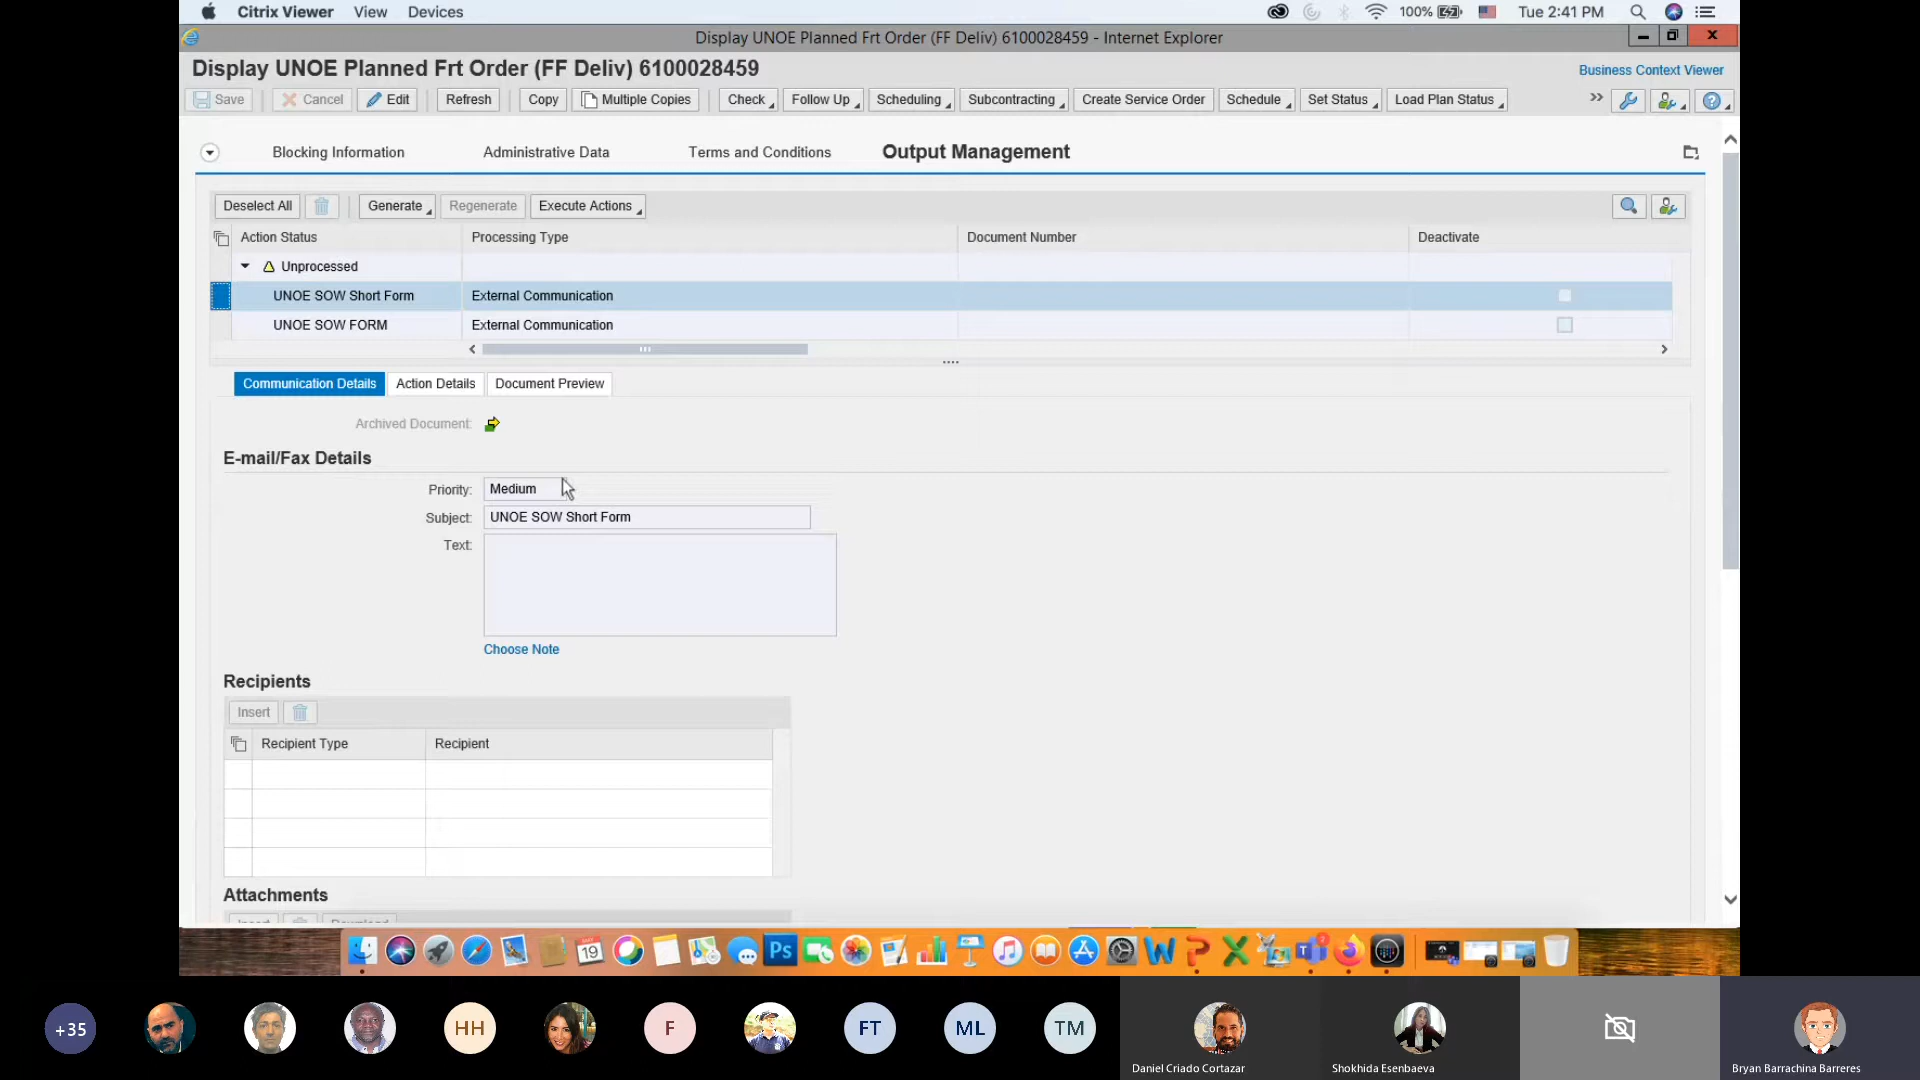 Citrix Viewer View Devices 100% Tue 2:41 PM
Display UNOE Planned Frt Order (FF Deliv) 6100028459 - Internet Explorer
Display UNOE Planned Frt Order (FF Deliv) 6100028459
Business Context Viewer
Save Cancel Edit Refresh Copy Multiple Copies Check Follow Up Scheduling Subcontracting Create Service Order Schedule Set Status Load Plan Status
Blocking Information Administrative Data Terms and Conditions Output Management
Deselect All Generate Regenerate Execute Actions
Action Status Processing Type Document Number Deactivate
Unprocessed
UNOE SOW Short Form External Communication
UNOE SOW FORM External Communication
Communication Details Action Details Document Preview
Archived Document:
E-mail/Fax Details
Priority: Medium
Subject: UNOE SOW Short Form
Text:
Choose Note
Recipients
Insert
Recipient Type Recipient
Attachments
Insert Download
19 Ps
+35 HH F FT ML TM
Daniel Criado Cortazar Shokhida Esenbaeva Bryan Barrachina Barreres